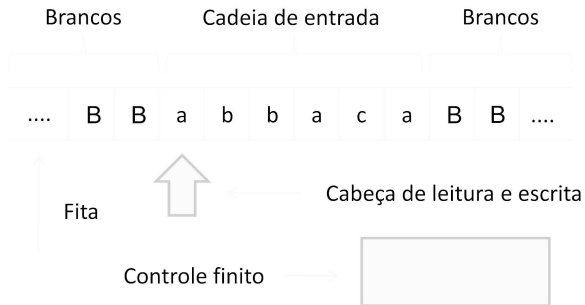 Brancos Cadeia de entrada Brancos
.... B B a b b a c a B B ....
Cabeça de leitura e escrita
Fita
Controle finito